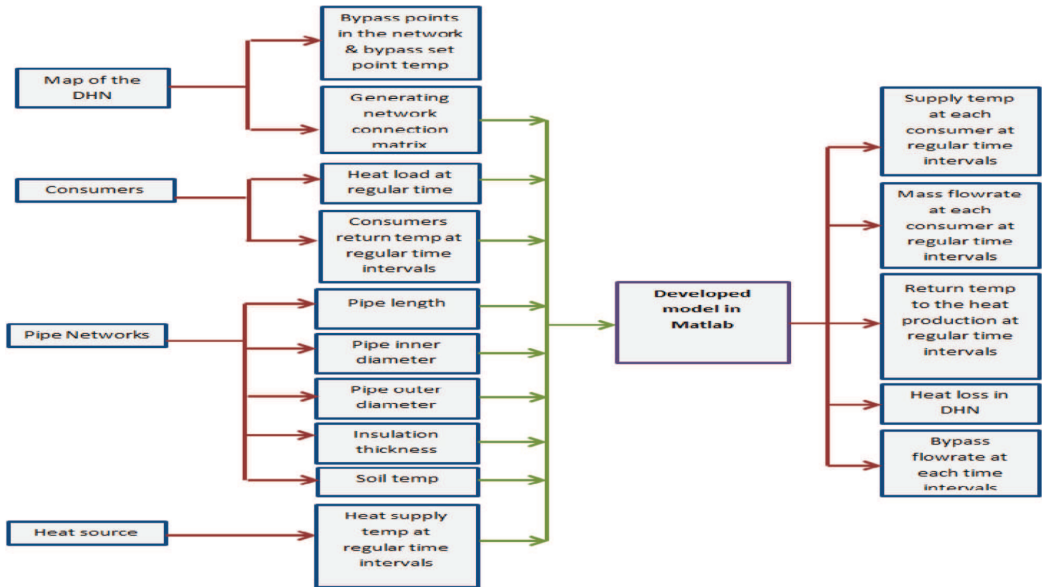 Map of the
DHN
Consumers
Pipe Networks
Heat source
Bypass points
in the network
& bypass set
point temp
Generating
network
connection
matrix
Heat load at
regular time
Consumers
return temp at
regular time
intervals
Pipe length
Pipe inner
diameter
Pipe outer
diameter
Insulation
thickness
Soil temp
Heat supply
temp at
regular time
intervals
Developed
model in
Matlab
Supply temp
at each
consumer at
regular time
intervals
Mass flowrate
at each
consumer at
regular time
intervals
Return temp
to the heat
production at
regular time
intervals
Heat loss in
DHN
Bypass
flowrate at
each time
intervals